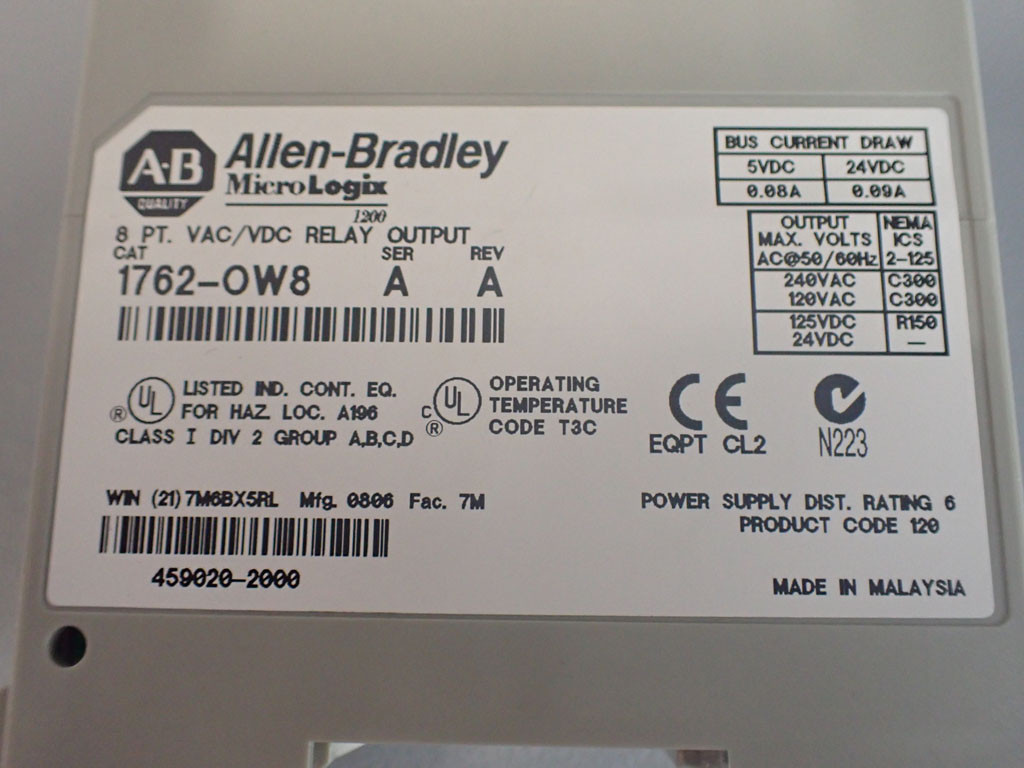 A·B
QUALITY
Allen-Bradley
MicroLogix
1200
8 PT. VAC/VDC RELAY OUTPUT
CAT SER REV
1762-OW8 A A
BUS CURRENT DRAW
5VDC 24VDC
0.08A 0.09A
OUTPUT NEMA
MAX. VOLTS ICS
AC@50/60Hz 2-125
240VAC C300
120VAC C300
125VDC R150
24VDC —
® UL LISTED IND. CONT. EQ.
FOR HAZ. LOC. A196
CLASS I DIV 2 GROUP A,B,C,D
C UL ® OPERATING
TEMPERATURE
CODE T3C
CE
EQPT CL2
N223
WIN (21) 7M6BX5RL Mfg. 0806 Fac. 7M
459020-2000
POWER SUPPLY DIST. RATING 6
PRODUCT CODE 120
MADE IN MALAYSIA